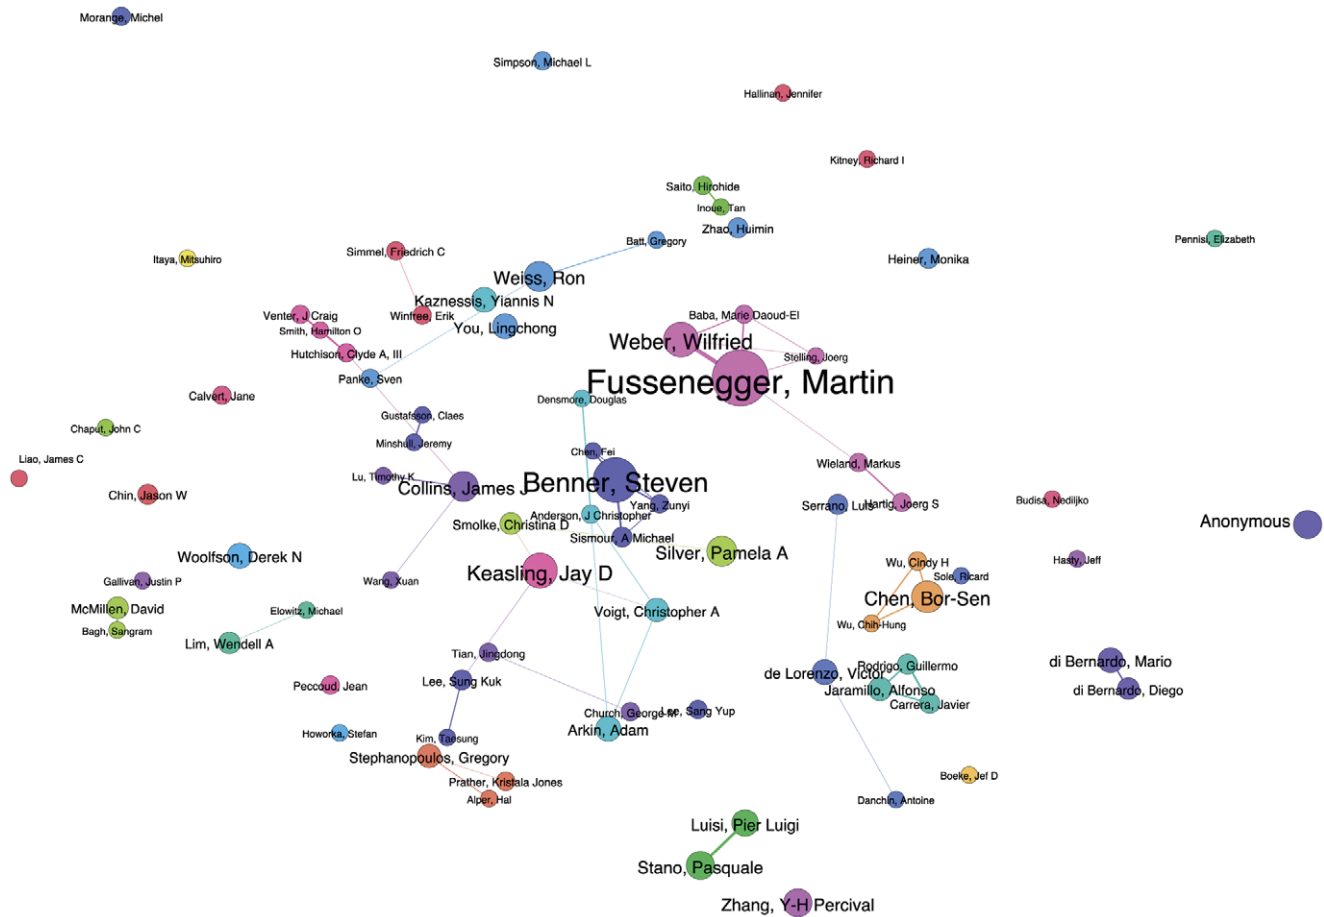 Morange, Michel
Simpson, Michael L
Hallinan, Jennifer
Kitney, Richard I
Saito, Hirohide
Inoue, Tan
Zhao, Huimin
Batt, Gregory
Pennisi, Elizabeth
Simmel, Friedrich C
Itaya, Mitsuhiro
Heiner, Monika
Weiss, Ron
Kaznessis, Yiannis N
Venter, J Craig
Winfree, Erik
Baba, Marie Daoud-El
Smith, Hamilton O
You, Lingchong
Weber, Wilfried
Hutchison, Clyde A, III
Stelling, Joerg
Panke, Sven
Fussenegger, Martin
Calvert, Jane
Densmore, Douglas
Gustafsson, Claes
Chaput, John C
Minshull, Jeremy
Chen, Fei
Liao, James C
Wieland, Markus
Lu, Timothy K
Benner, Steven
Collins, James J
Chin, Jason W
Yang, Zunyi
Serrano, Luis
Hartig, Joerg S
Budisa, Nediljko
Anderson, J Christopher
Anonymous
Smolke, Christina D
Sismour, A Michael
Silver, Pamela A
Woolfson, Derek N
Hasty, Jeff
Wu, Cindy H
Keasling, Jay D
Sole, Ricard
Gallivan, Justin P
Wang, Xuan
Chen, Bor-Sen
McMillen, David
Elowitz, Michael
Voigt, Christopher A
Wu, Chih-Hung
Bagh, Sangram
Lim, Wendell A
Tian, Jingdong
di Bernardo, Mario
Rodrigo, Guillermo
de Lorenzo, Victor
Lee, Sung Kuk
Peccoud, Jean
Jaramillo, Alfonso
di Bernardo, Diego
Carrera, Javier
Church, George M
Lee, Sang Yup
Howorka, Stefan
Arkin, Adam
Kim, Taesung
Stephanopoulos, Gregory
Boeke, Jef D
Prather, Kristala Jones
Alper, Hal
Danchin, Antoine
Luisi, Pier Luigi
Stano, Pasquale
Zhang, Y-H Percival